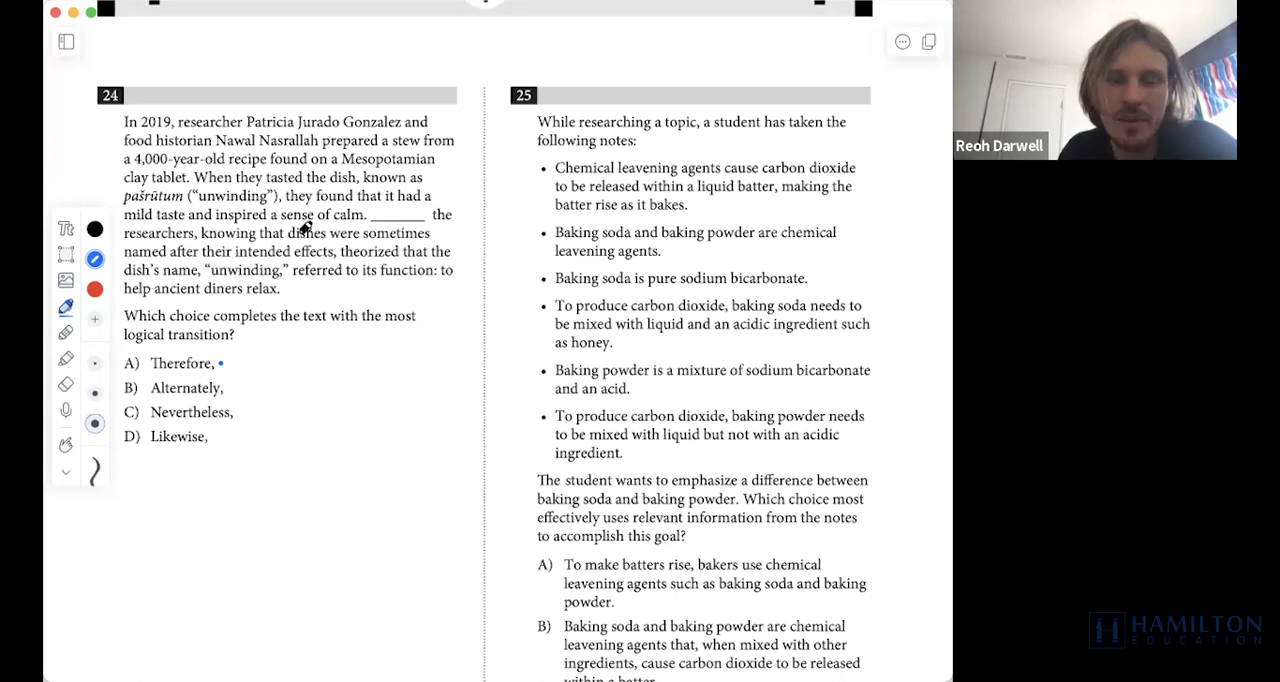 24
In 2019, researcher Patricia Jurado Gonzalez and
food historian Nawal Nasrallah prepared a stew from
a 4,000-year-old recipe found on a Mesopotamian
clay tablet. When they tasted the dish, known as
pašrūtum (“unwinding”), they found that it had a
mild taste and inspired a sense of calm. _______ the
researchers, knowing that dishes were sometimes
named after their intended effects, theorized that the
dish’s name, “unwinding,” referred to its function: to
help ancient diners relax.
Which choice completes the text with the most
logical transition?
A) Therefore,
B) Alternately,
C) Nevertheless,
D) Likewise,
25
While researching a topic, a student has taken the
following notes:
• Chemical leavening agents cause carbon dioxide
to be released within a liquid batter, making the
batter rise as it bakes.
• Baking soda and baking powder are chemical
leavening agents.
• Baking soda is pure sodium bicarbonate.
• To produce carbon dioxide, baking soda needs to
be mixed with liquid and an acidic ingredient such
as honey.
• Baking powder is a mixture of sodium bicarbonate
and an acid.
• To produce carbon dioxide, baking powder needs
to be mixed with liquid but not with an acidic
ingredient.
The student wants to emphasize a difference between
baking soda and baking powder. Which choice most
effectively uses relevant information from the notes
to accomplish this goal?
A) To make batters rise, bakers use chemical
leavening agents such as baking soda and baking
powder.
B) Baking soda and baking powder are chemical
leavening agents that, when mixed with other
ingredients, cause carbon dioxide to be released
within a batter.
Reoh Darwell
HAMILTON
EDUCATION